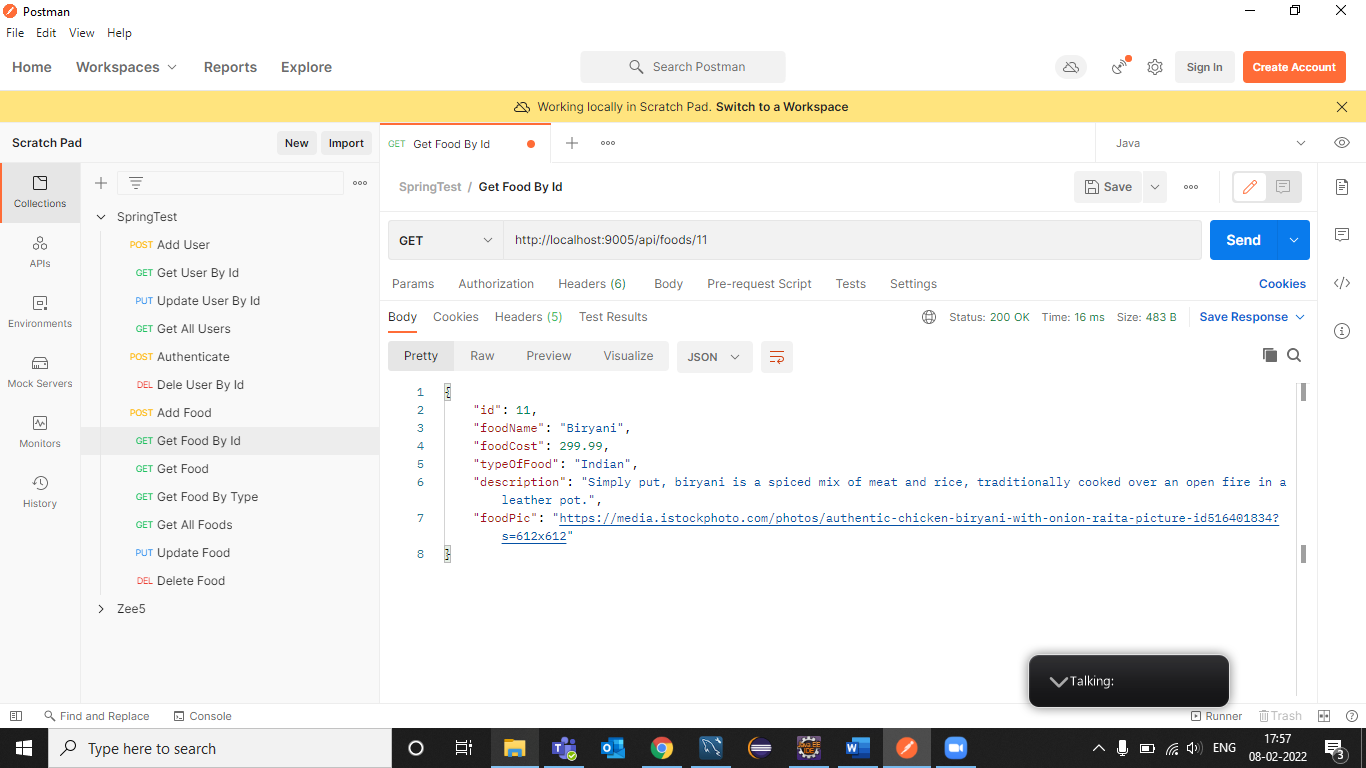 Postman
File Edit View Help
Home Workspaces Reports Explore Search Postman Sign In Create Account
Working locally in Scratch Pad. Switch to a Workspace
Scratch Pad New Import GET Get Food By Id Java
SpringTest / Get Food By Id Save
Collections
APIs
Environments
Mock Servers
Monitors
History
SpringTest
POST Add User
GET Get User By Id
PUT Update User By Id
GET Get All Users
POST Authenticate
DEL Dele User By Id
POST Add Food
GET Get Food By Id
GET Get Food
GET Get Food By Type
GET Get All Foods
PUT Update Food
DEL Delete Food
Zee5
GET http://localhost:9005/api/foods/11 Send
Params Authorization Headers (6) Body Pre-request Script Tests Settings Cookies
Body Cookies Headers (5) Test Results Status: 200 OK Time: 16 ms Size: 483 B Save Response
Pretty Raw Preview Visualize JSON
1 {
2 "id": 11,
3 "foodName": "Biryani",
4 "foodCost": 299.99,
5 "typeOfFood": "Indian",
6 "description": "Simply put, biryani is a spiced mix of meat and rice, traditionally cooked over an open fire in a
leather pot.",
7 "foodPic": "https://media.istockphoto.com/photos/authentic-chicken-biryani-with-onion-raita-picture-id516401834?
s=612x612"
8 }
Talking:
Find and Replace Console Runner Trash
Type here to search ENG 17:57
08-02-2022 3